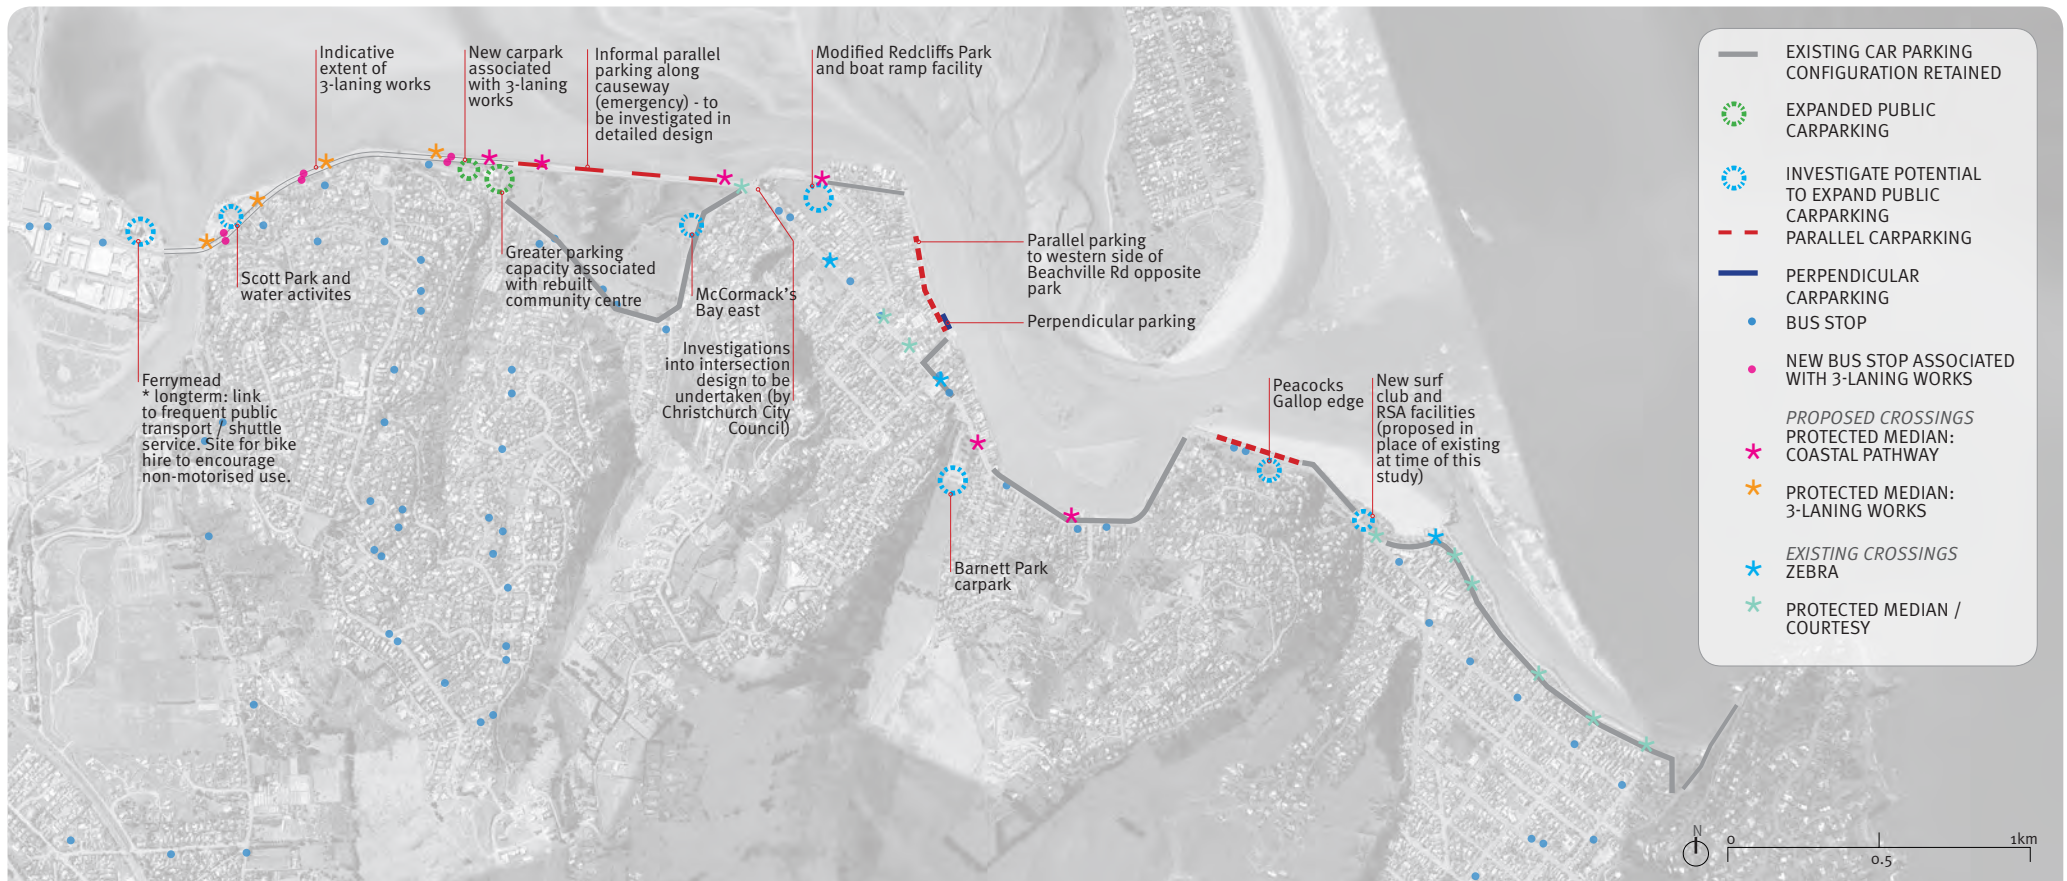 Indicative
extent of
3-laning works
New carpark
associated
with 3-laning
works
Informal parallel
parking along
causeway
(emergency) - to
be investigated in
detailed design
Modified Redcliffs Park
and boat ramp facility
Scott Park and
water activites
Greater parking
capacity associated
with rebuilt
community centre
McCormack's
Bay east
Parallel parking
to western side of
Beachville Rd opposite
park
Perpendicular parking
Investigations
into intersection
design to be
undertaken (by
Christchurch City
Council)
Ferrymead
* longterm: link
to frequent public
transport / shuttle
service. Site for bike
hire to encourage
non-motorised use.
Peacocks
Gallop edge
New surf
club and
RSA facilities
(proposed in
place of existing
at time of this
study)
Barnett Park
carpark
EXISTING CAR PARKING
CONFIGURATION RETAINED
EXPANDED PUBLIC
CARPARKING
INVESTIGATE POTENTIAL
TO EXPAND PUBLIC
CARPARKING
PARALLEL CARPARKING
PERPENDICULAR
CARPARKING
BUS STOP
NEW BUS STOP ASSOCIATED
WITH 3-LANING WORKS
PROPOSED CROSSINGS
PROTECTED MEDIAN:
COASTAL PATHWAY
PROTECTED MEDIAN:
3-LANING WORKS
EXISTING CROSSINGS
ZEBRA
PROTECTED MEDIAN /
COURTESY
N
0 1km
0.5